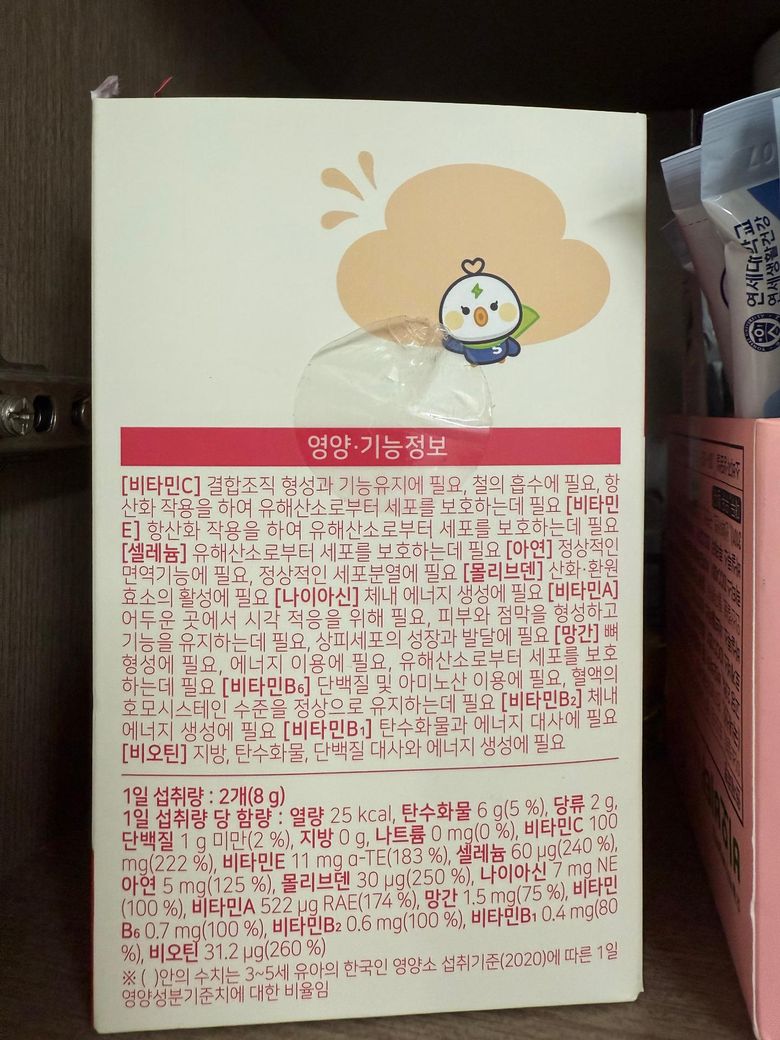 영양·기능정보
[비타민C] 결합조직 형성과 기능유지에 필요, 철의 흡수에 필요, 항
산화 작용을 하여 유해산소로부터 세포를 보호하는데 필요 [비타민
E] 항산화 작용을 하여 유해산소로부터 세포를 보호하는데 필요
[셀레늄] 유해산소로부터 세포를 보호하는데 필요 [아연] 정상적인
면역기능에 필요, 정상적인 세포분열에 필요 [몰리브덴] 산화·환원
효소의 활성에 필요 [나이아신] 체내 에너지 생성에 필요 [비타민A]
어두운 곳에서 시각 적응을 위해 필요, 피부와 점막을 형성하고
기능을 유지하는데 필요, 상피세포의 성장과 발달에 필요 [망간] 뼈
형성에 필요, 에너지 이용에 필요, 유해산소로부터 세포를 보호
하는데 필요 [비타민B₆] 단백질 및 아미노산 이용에 필요, 혈액의
호모시스테인 수준을 정상으로 유지하는데 필요 [비타민B₂] 체내
에너지 생성에 필요 [비타민B₁] 탄수화물과 에너지 대사에 필요
[비오틴] 지방, 탄수화물, 단백질 대사와 에너지 생성에 필요
1일 섭취량 : 2개(8 g)
1일 섭취량 당 함량 : 열량 25 kcal, 탄수화물 6 g(5 %), 당류 2 g,
단백질 1 g 미만(2 %), 지방 0 g, 나트륨 0 mg(0 %), 비타민C 100
mg(222 %), 비타민E 11 mg α-TE(183 %), 셀레늄 60 µg(240 %),
아연 5 mg(125 %), 몰리브덴 30 µg(250 %), 나이아신 7 mg NE
(100 %), 비타민A 522 µg RAE(174 %), 망간 1.5 mg(75 %), 비타민
B₆ 0.7 mg(100 %), 비타민B₂ 0.6 mg(100 %), 비타민B₁ 0.4 mg(80
%), 비오틴 31.2 µg(260 %)
※ ( )안의 수치는 3~5세 유아의 한국인 영양소 섭취기준(2020)에 따른 1일
영양성분기준치에 대한 비율임
S
연세대학교
연세생활건강